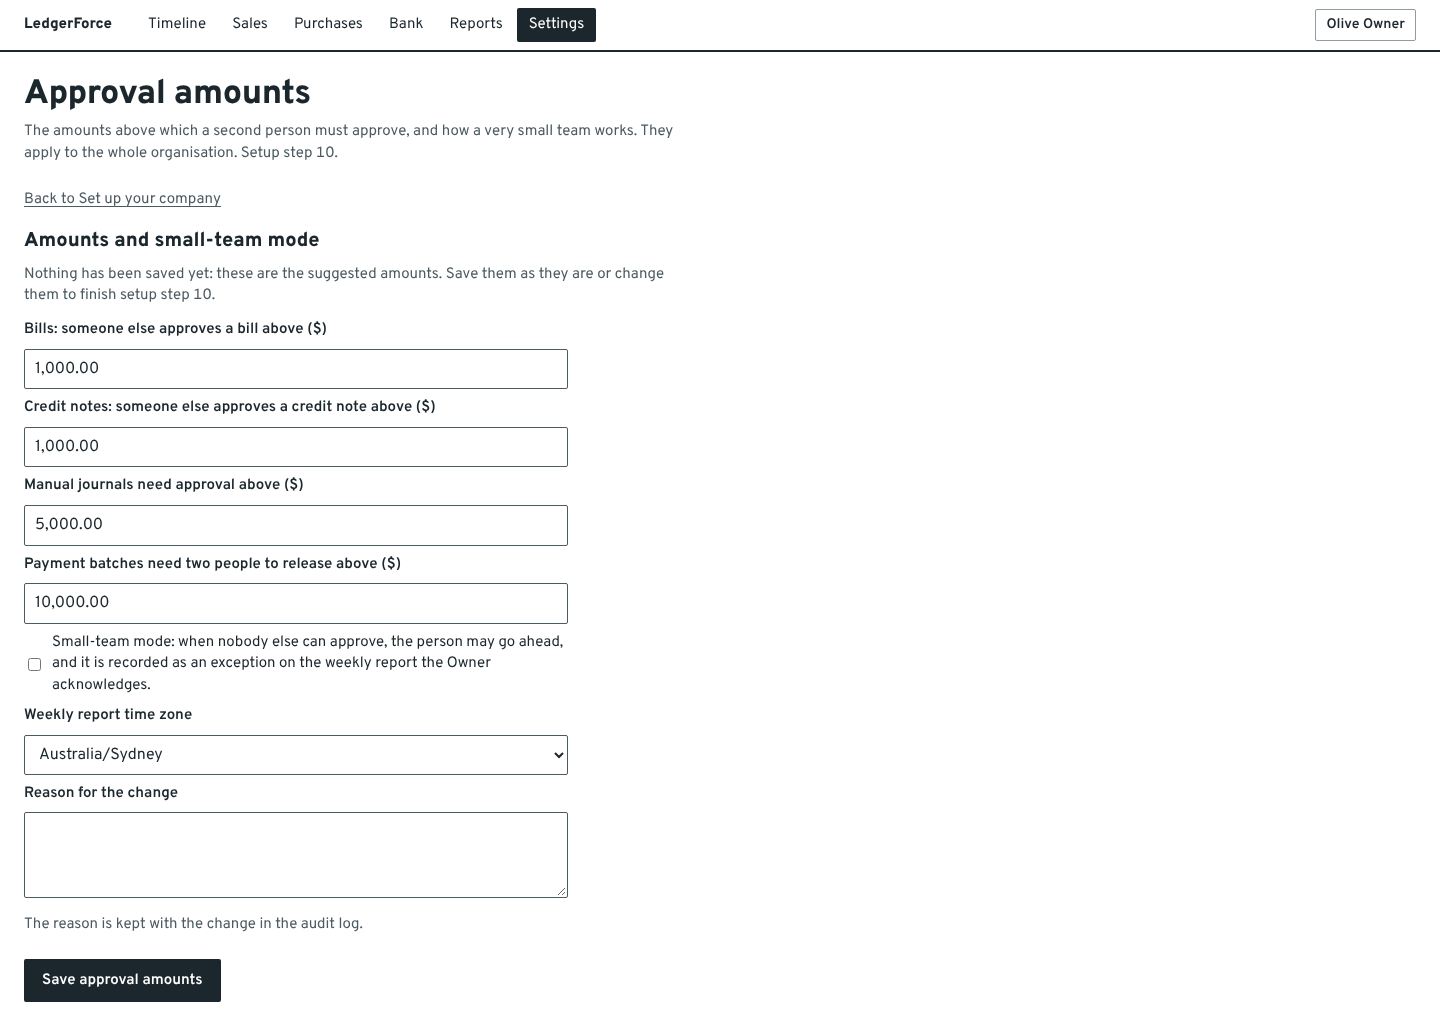 LedgerForce
Timeline
Sales
Purchases
Bank
Reports
Settings
Olive Owner
Approval amounts
The amounts above which a second person must approve, and how a very small team works. They
apply to the whole organisation. Setup step 10.
Back to Set up your company
Amounts and small-team mode
Nothing has been saved yet: these are the suggested amounts. Save them as they are or change
them to finish setup step 10.
Bills: someone else approves a bill above ($)
1,000.00
Credit notes: someone else approves a credit note above ($)
1,000.00
Manual journals need approval above ($)
5,000.00
Payment batches need two people to release above ($)
10,000.00
Small-team mode: when nobody else can approve, the person may go ahead,
and it is recorded as an exception on the weekly report the Owner
acknowledges.
Weekly report time zone
Australia/Sydney
Reason for the change
The reason is kept with the change in the audit log.
Save approval amounts